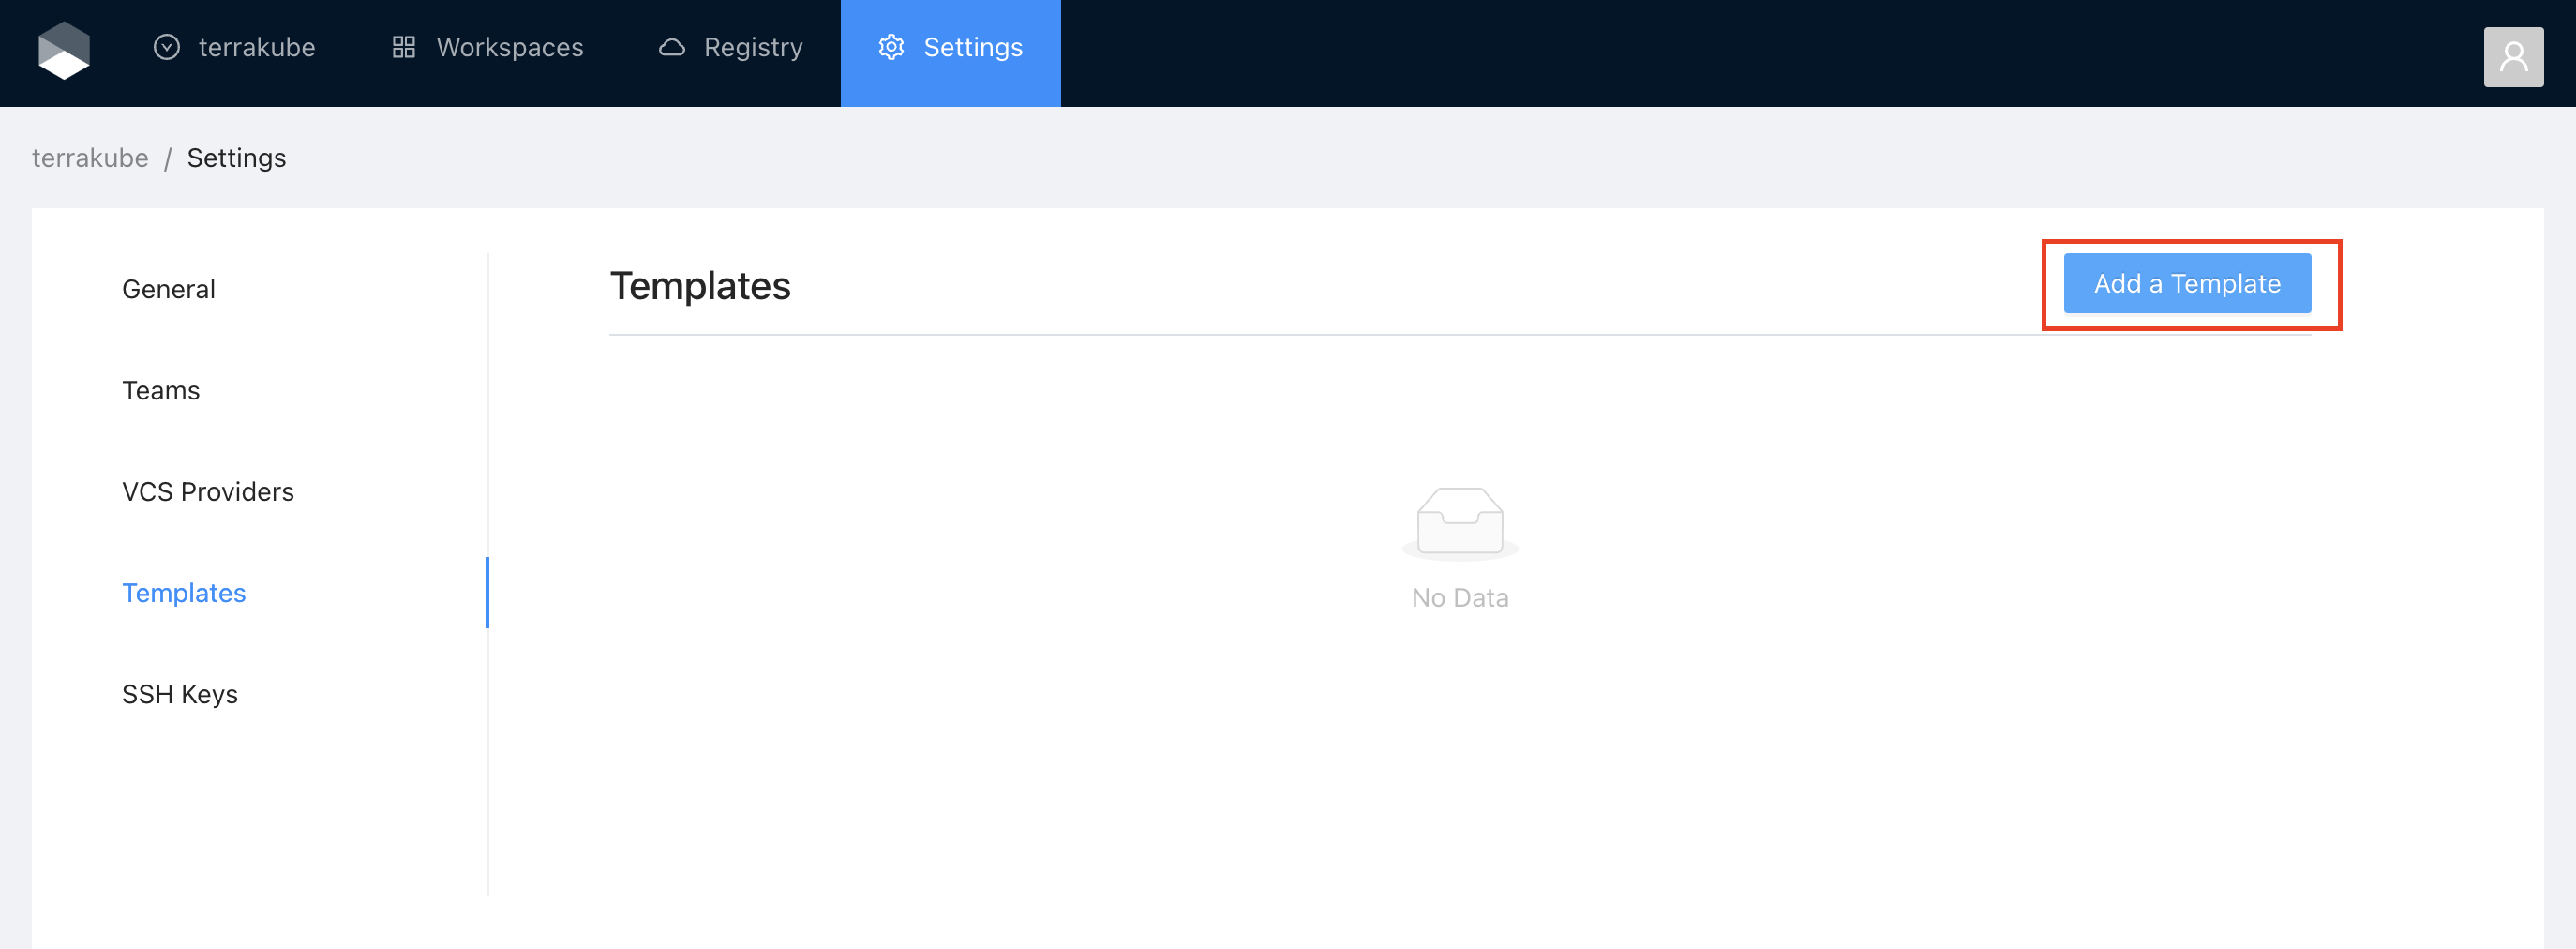 terrakube Workspaces Registry Settings
terrakube / Settings
General
Teams
VCS Providers
Templates
SSH Keys
Templates
Add a Template
No Data